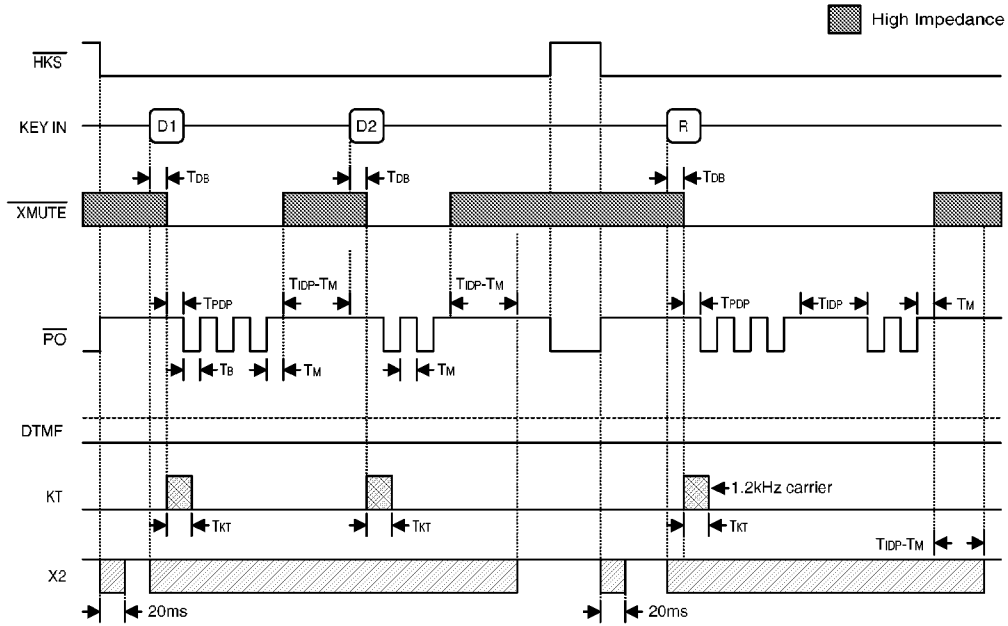 High Impedance
HKS
KEY IN D1 D2 R
TDB TDB TDB
XMUTE
TIDP-TM TIDP-TM
TPDP TPDP TIDP TM
PO
TB TM TM
DTMF
KT 1.2kHz carrier
TKT TKT TKT
TIDP-TM
X2
20ms 20ms